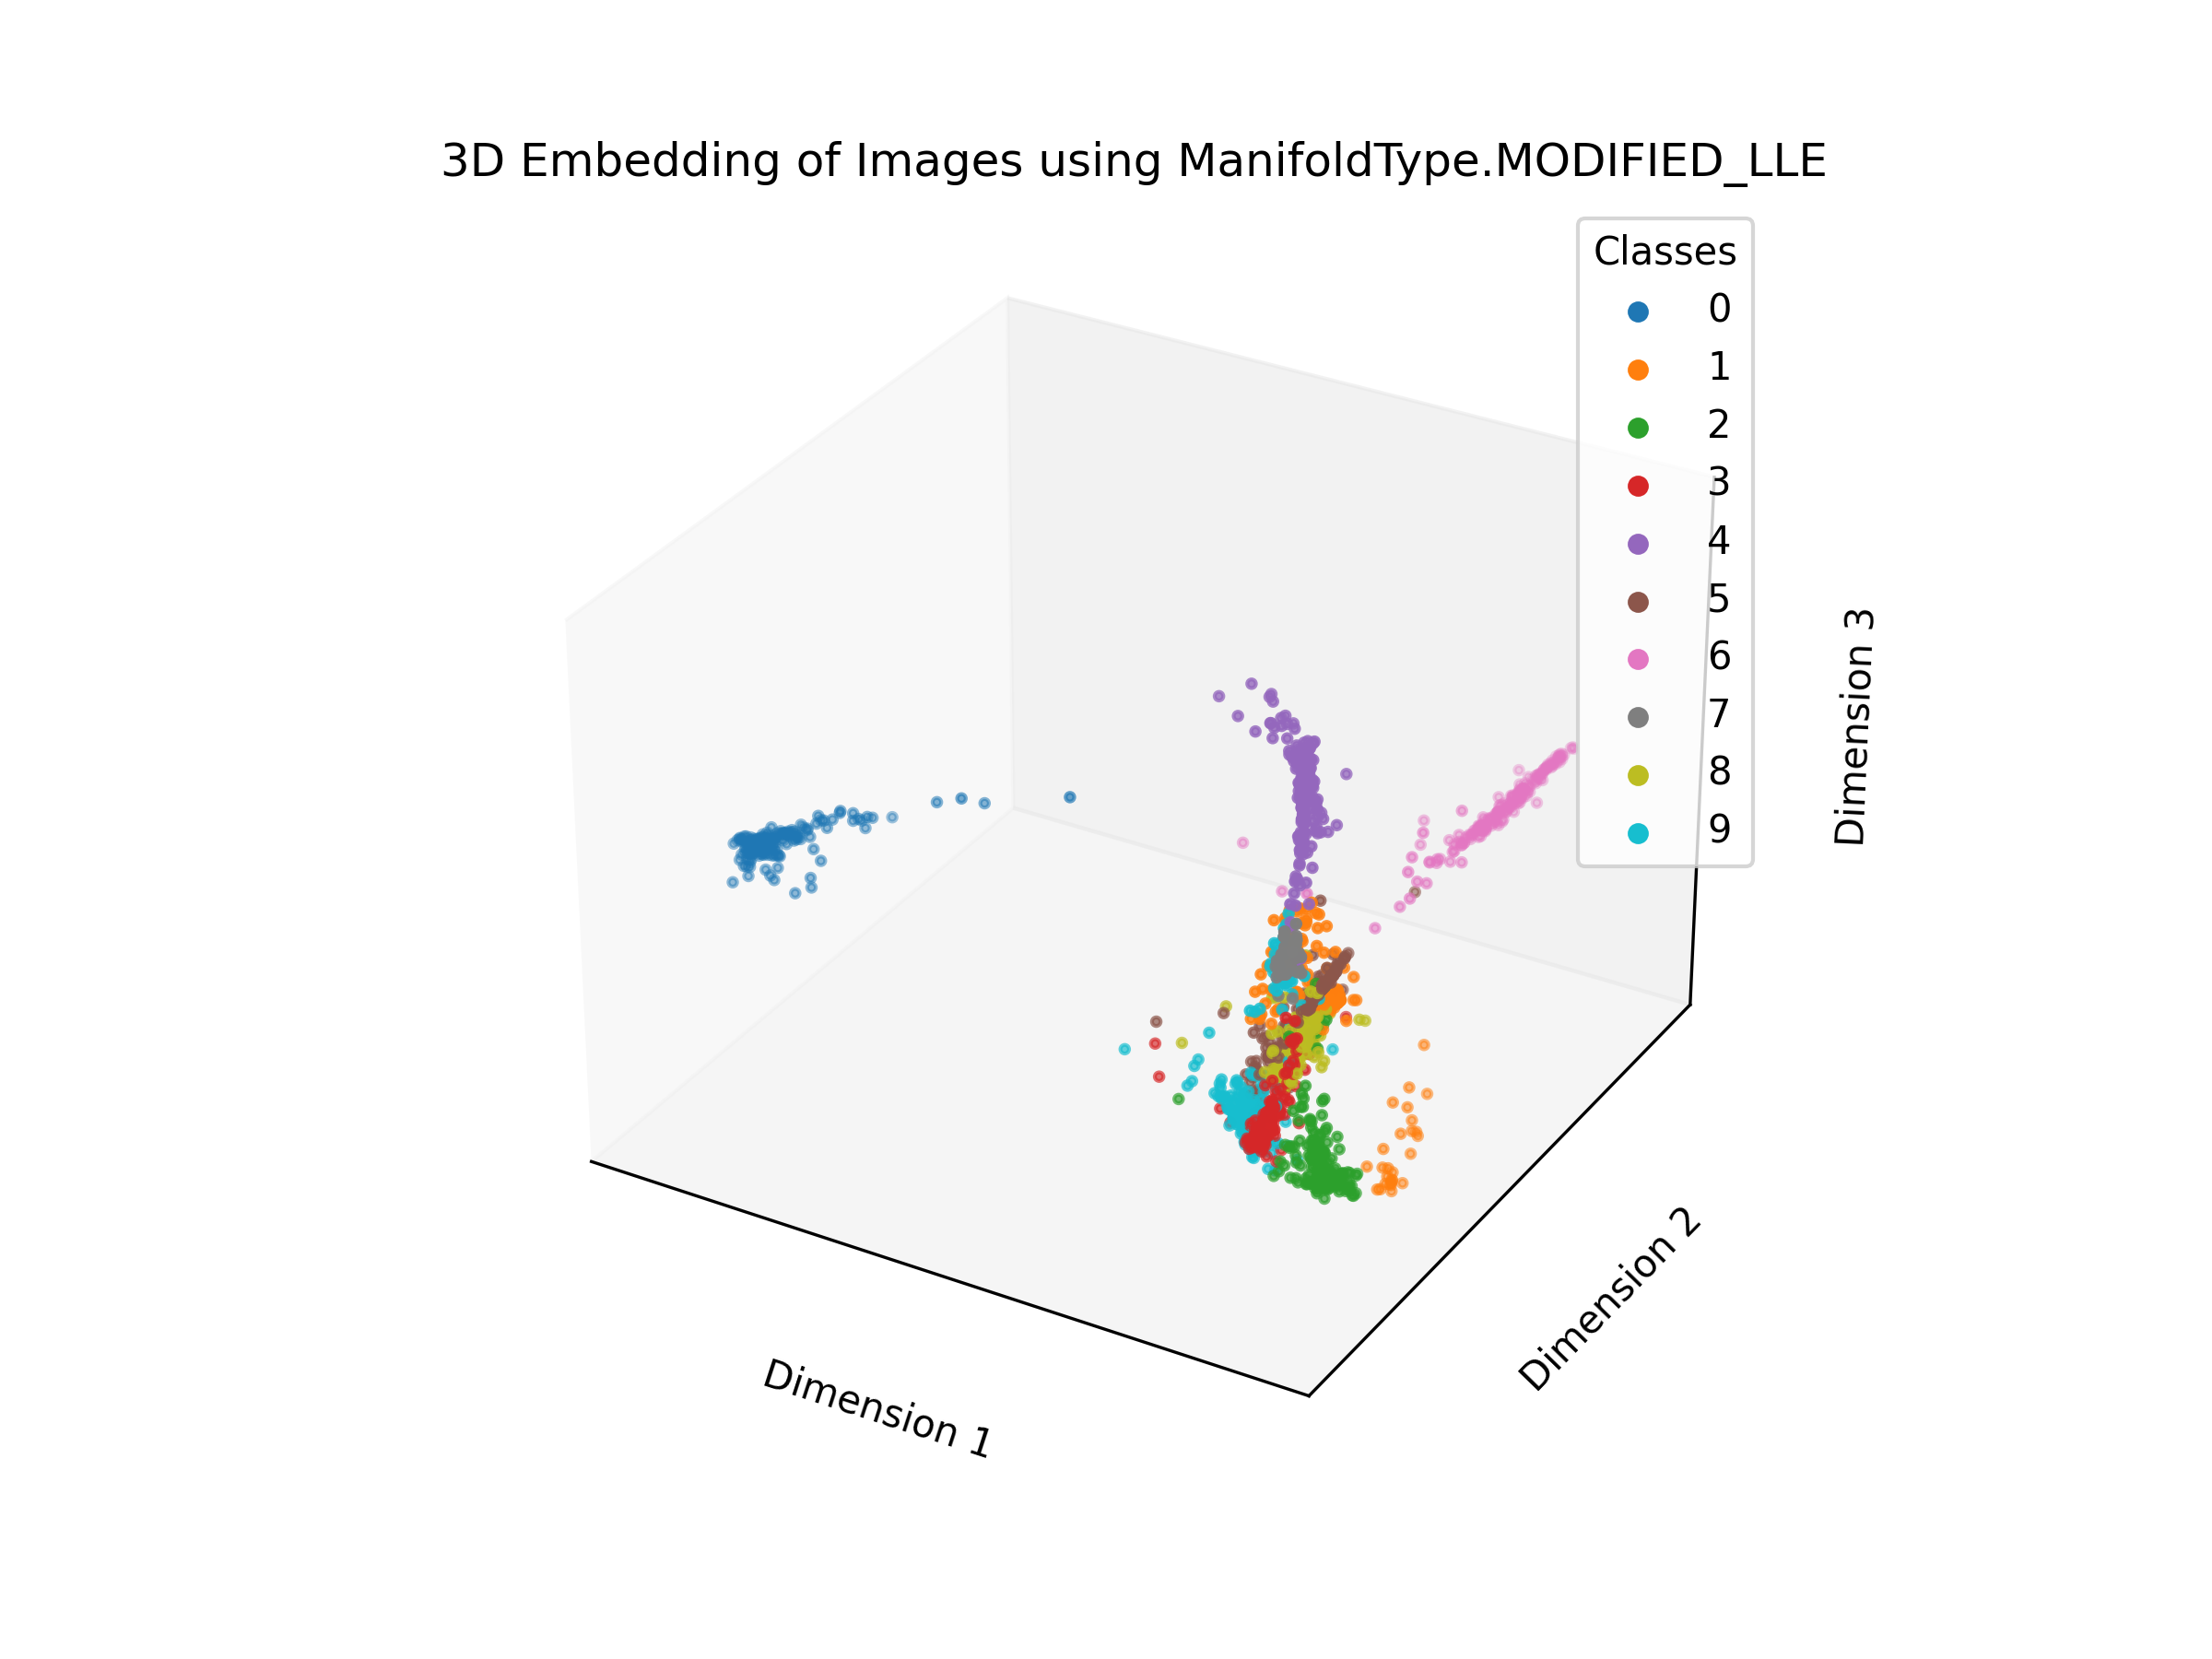 3D Embedding of Images using ManifoldType.MODIFIED_LLE
Classes
0
1
2
3
4
5
6
7
8
9
Dimension 3
Dimension 2
Dimension 1